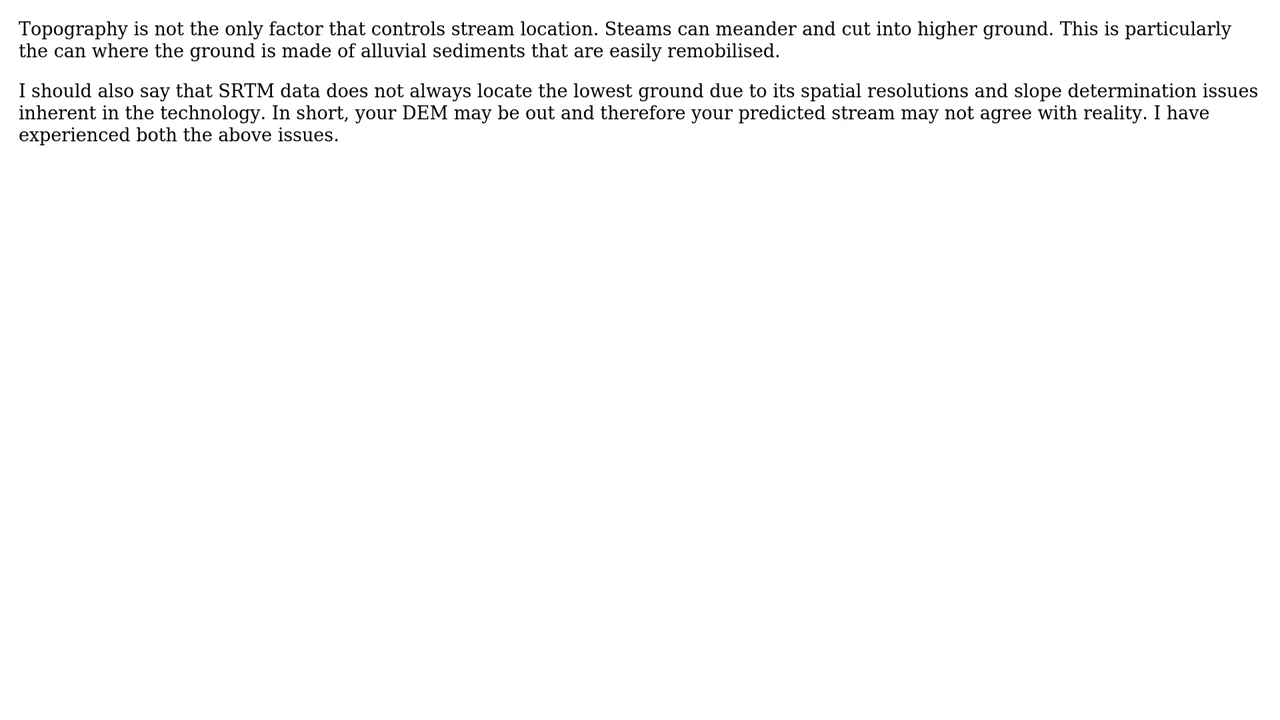 Topography is not the only factor that controls stream location. Steams can meander and cut into higher ground. This is particularly
the can where the ground is made of alluvial sediments that are easily remobilised.
I should also say that SRTM data does not always locate the lowest ground due to its spatial resolutions and slope determination issues
inherent in the technology. In short, your DEM may be out and therefore your predicted stream may not agree with reality. I have
experienced both the above issues.